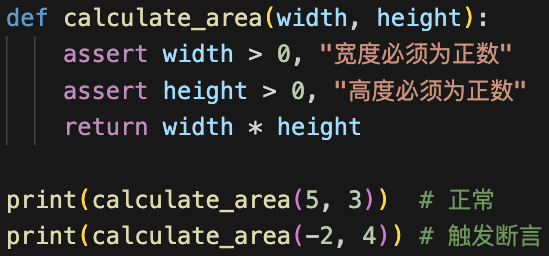 def calculate_area(width, height):
    assert width > 0, "宽度必须为正数"
    assert height > 0, "高度必须为正数"
    return width * height

print(calculate_area(5, 3))  # 正常
print(calculate_area(-2, 4)) # 触发断言